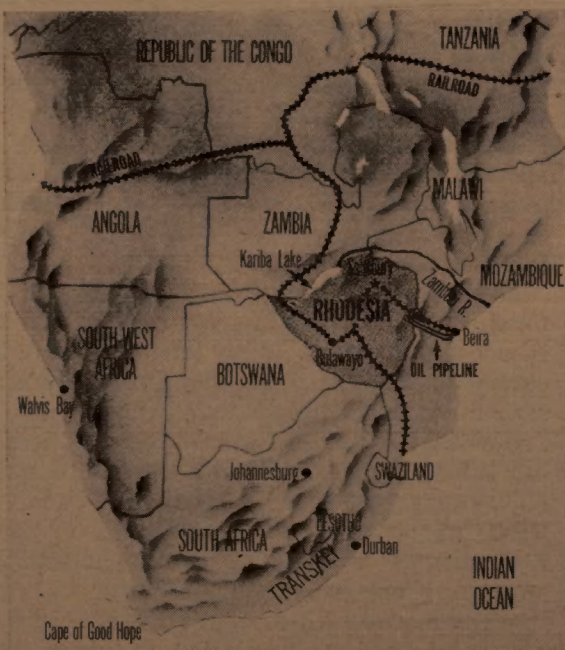 REPUBLIC OF THE CONGO
TANZANIA
RAILROAD
RAILROAD
MALAWI
ANGOLA
ZAMBIA
Kariba Lake
Salisbury
Zambezi R.
MOZAMBIQUE
RHODESIA
Beira
SOUTH WEST
AFRICA
Bulawayo
OIL PIPELINE
BOTSWANA
Walvis Bay
Johannesburg
SWAZILAND
LESOTHO
SOUTH AFRICA
Durban
TRANSKEI
INDIAN
OCEAN
Cape of Good Hope